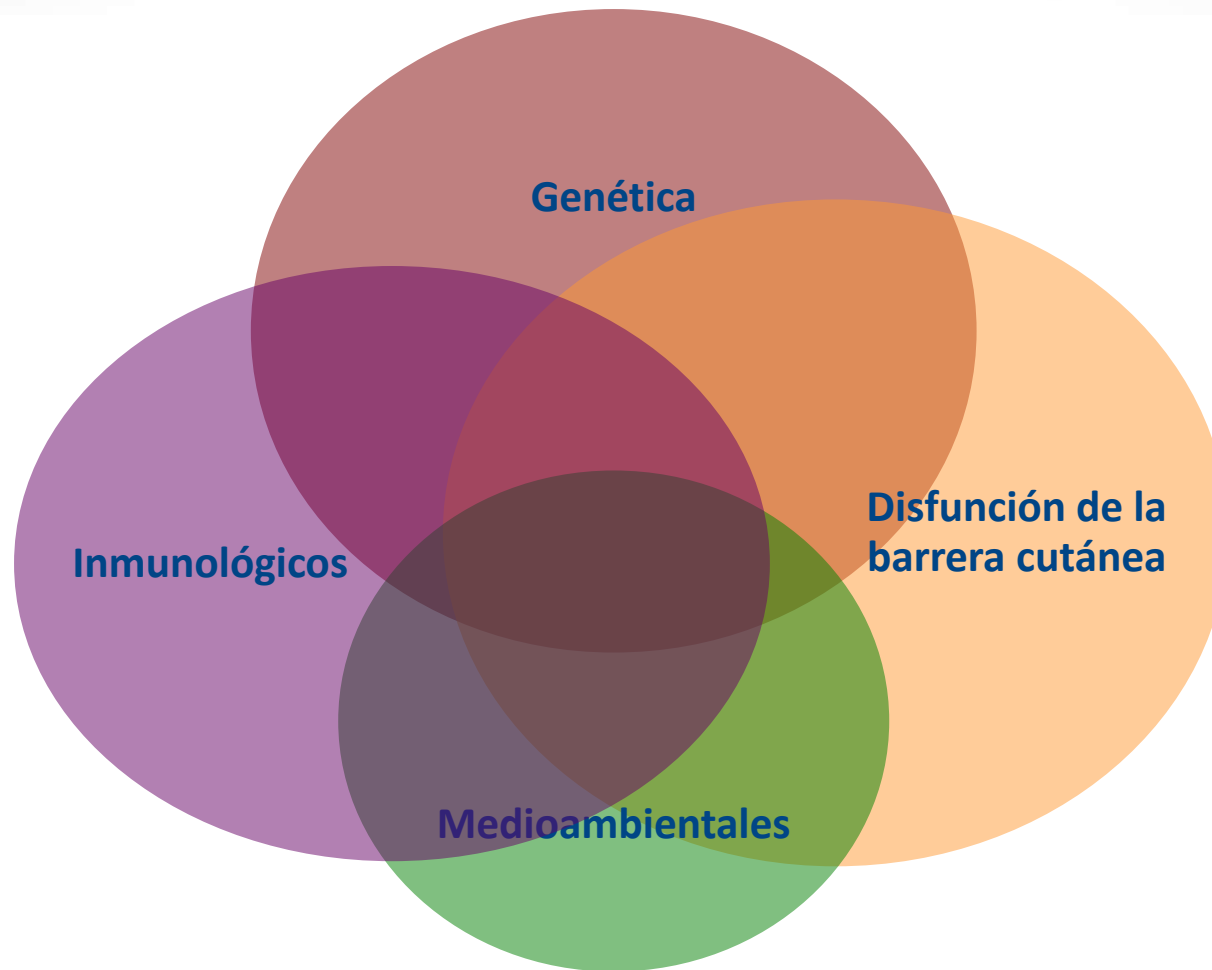 Genética
Disfunción de la
barrera cutánea
Inmunológicos
Medioambientales